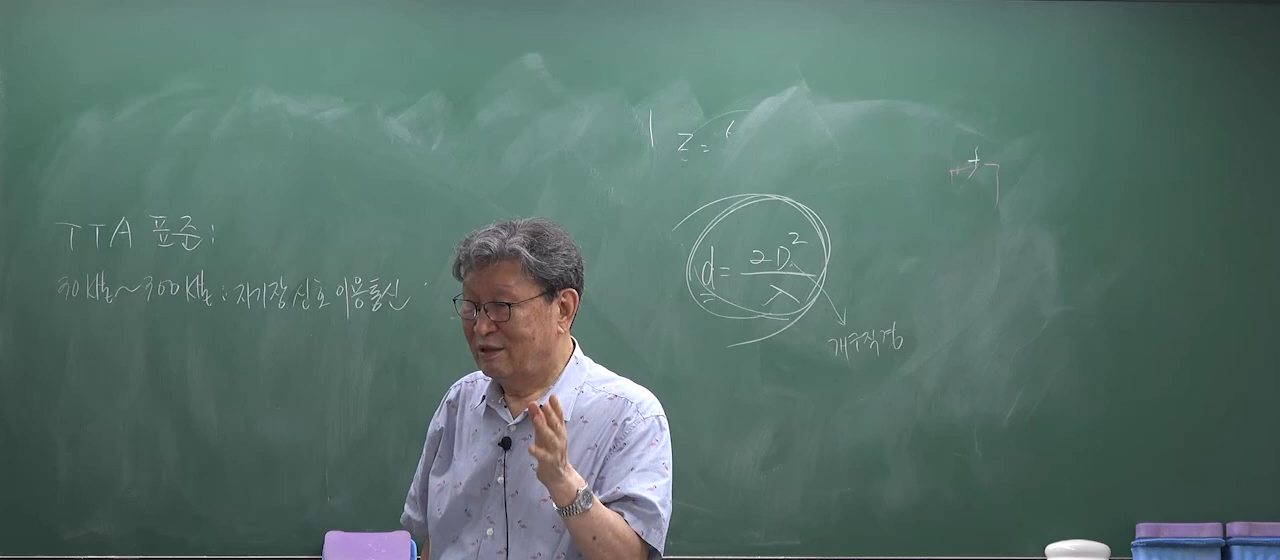 TTA 표준:
30 KHz ~ 300 KHz : 자기장 신호 이용 통신
z =
d = 2D² / λ
개구직경